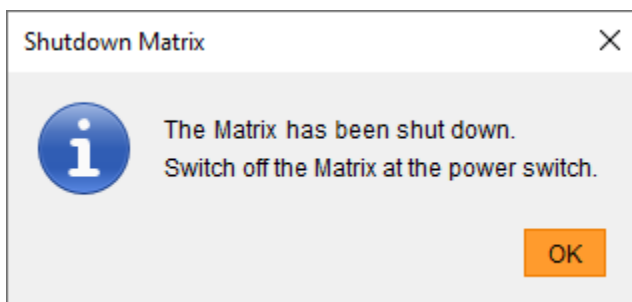 Shutdown Matrix
The Matrix has been shut down.
Switch off the Matrix at the power switch.
OK